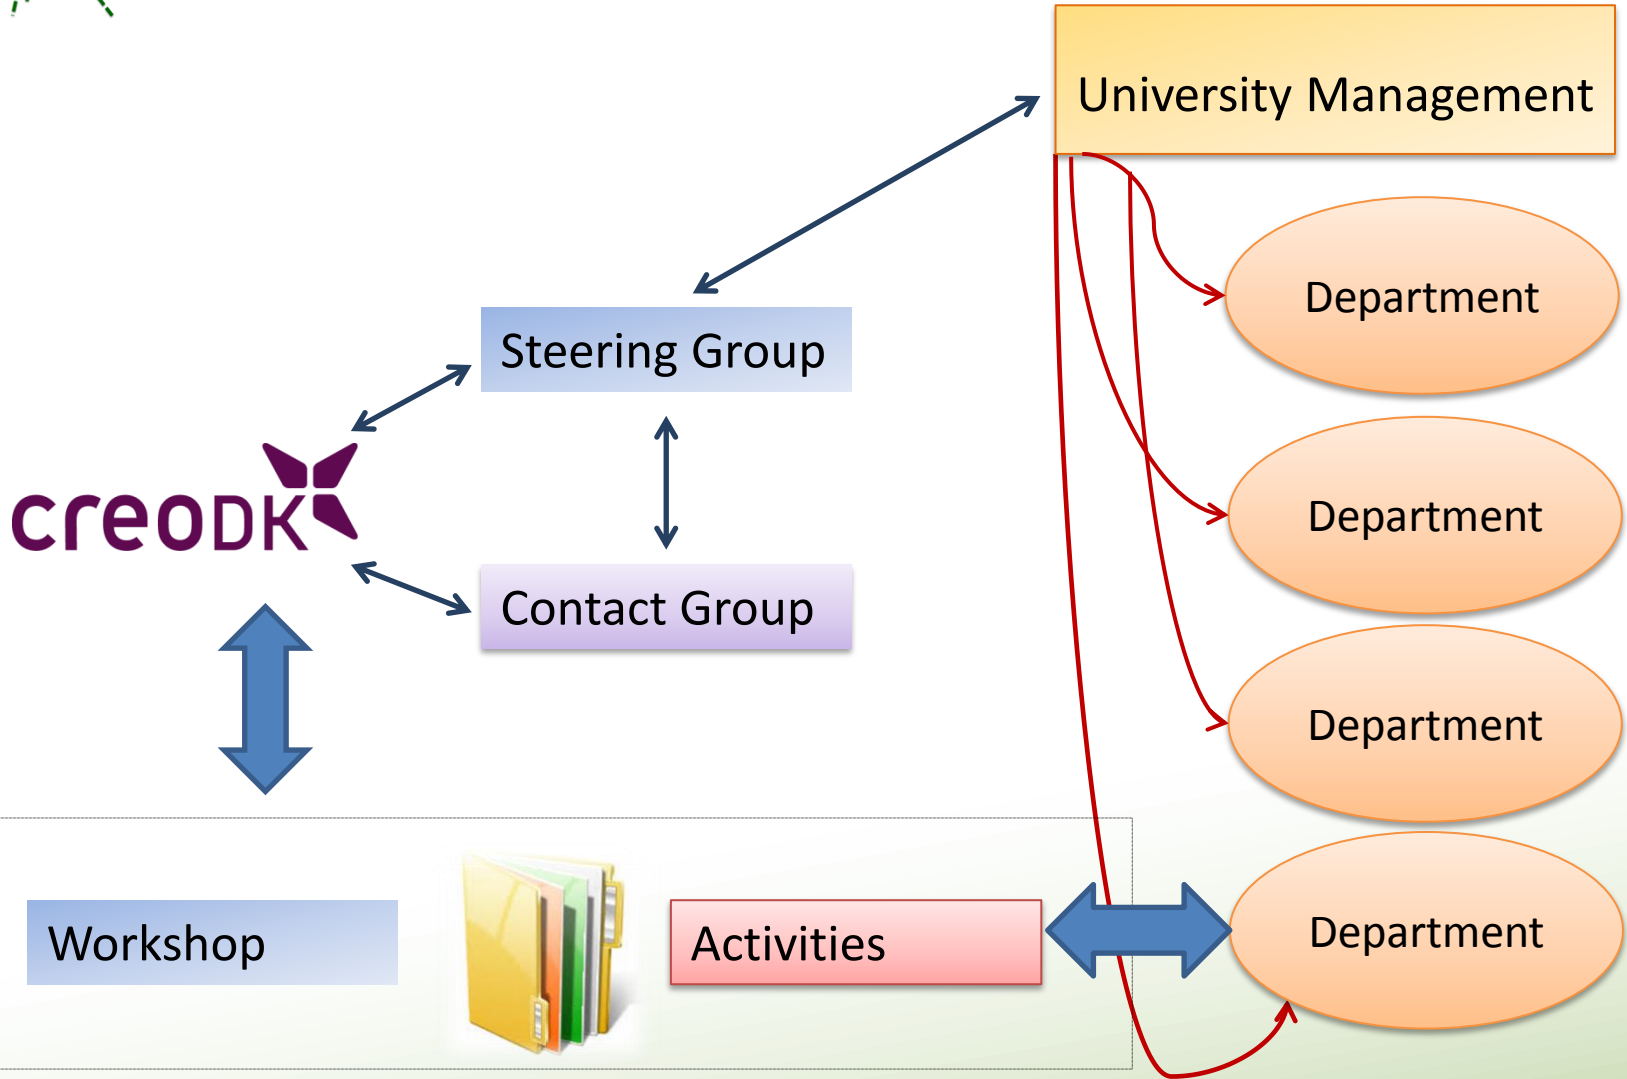 University Management
Department
Steering Group
creoDK
Department
Contact Group
Department
Workshop
Activities
Department